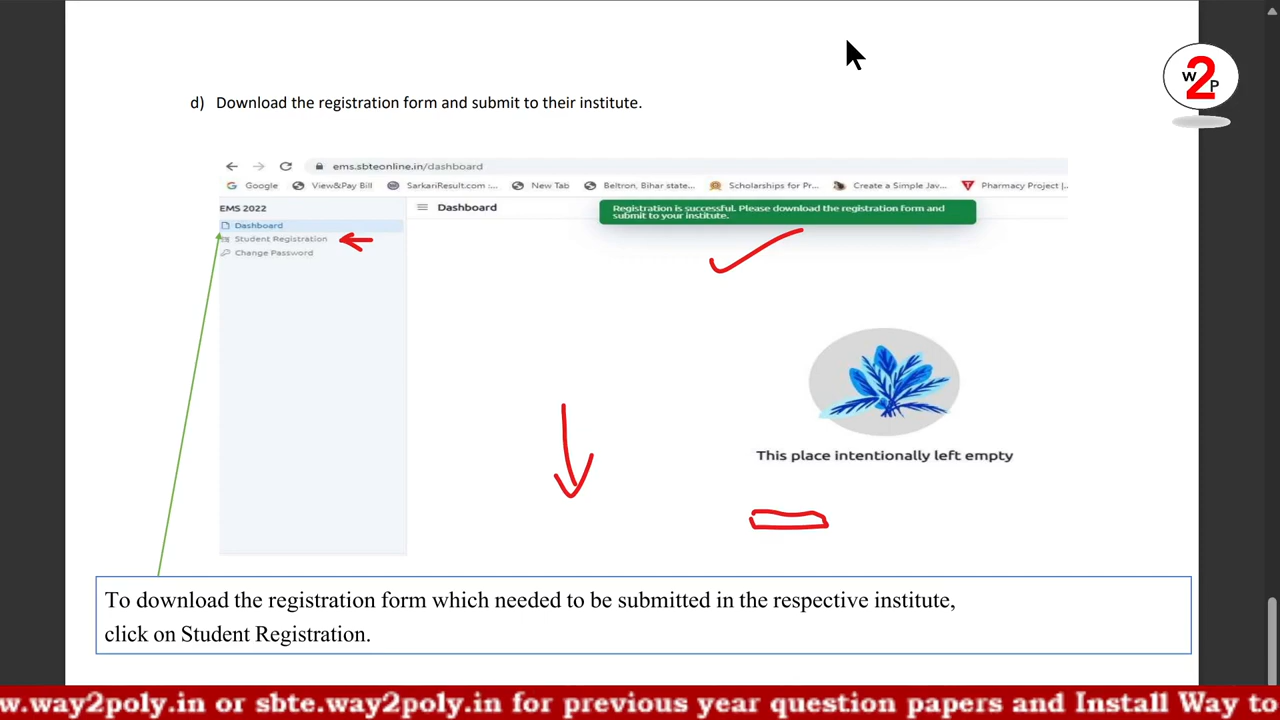 d) Download the registration form and submit to their institute.
W2P
ems.sbteonline.in/dashboard
Google View&Pay Bill SarkariResult.com :... New Tab Beltron, Bihar state... Scholarships for Pr... Create a Simple Jav... Pharmacy Project |..
EMS 2022
Dashboard
Student Registration
Change Password
Dashboard
Registration is successful. Please download the registration form and
submit to your institute.
This place intentionally left empty
To download the registration form which needed to be submitted in the respective institute,
click on Student Registration.
w.way2poly.in or sbte.way2poly.in for previous year question papers and Install Way to